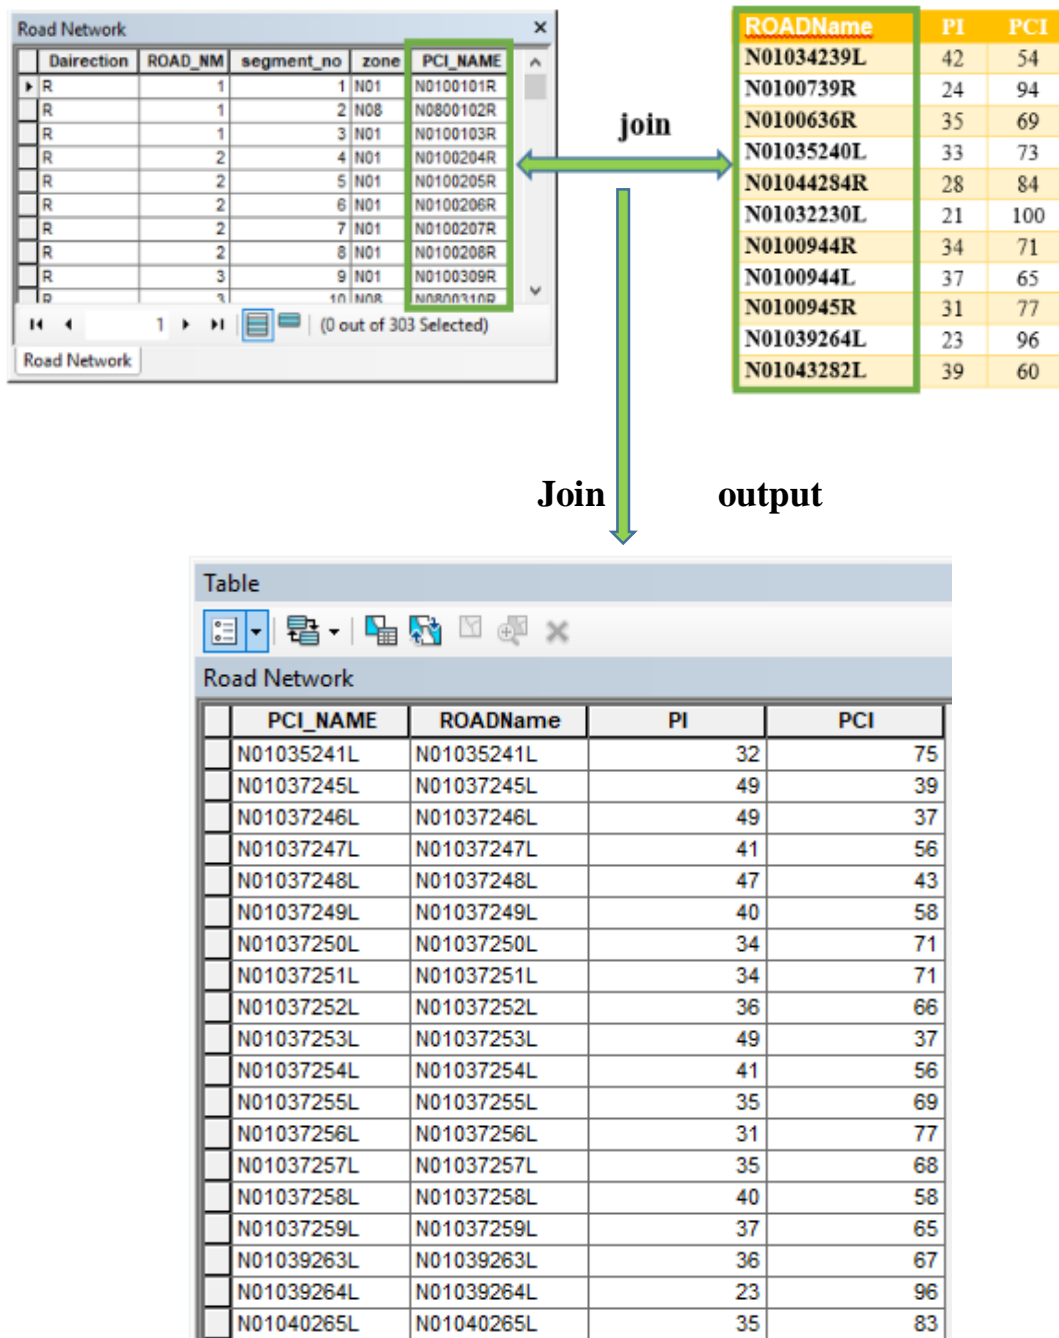 Road Network
Dairection ROAD_NM segment_no zone PCI_NAME
R 1 1 N01 N0100101R
R 1 2 N08 N0800102R
R 1 3 N01 N0100103R
R 2 4 N01 N0100204R
R 2 5 N01 N0100205R
R 2 6 N01 N0100206R
R 2 7 N01 N0100207R
R 2 8 N01 N0100208R
R 3 9 N01 N0100309R
R 3 10 N08 N0800310R
1 (0 out of 303 Selected)
Road Network
join
ROADName PI PCI
N01034239L 42 54
N0100739R 24 94
N0100636R 35 69
N01035240L 33 73
N01044284R 28 84
N01032230L 21 100
N0100944R 34 71
N0100944L 37 65
N0100945R 31 77
N01039264L 23 96
N01043282L 39 60
Join output
Table
Road Network
PCI_NAME ROADName PI PCI
N01035241L N01035241L 32 75
N01037245L N01037245L 49 39
N01037246L N01037246L 49 37
N01037247L N01037247L 41 56
N01037248L N01037248L 47 43
N01037249L N01037249L 40 58
N01037250L N01037250L 34 71
N01037251L N01037251L 34 71
N01037252L N01037252L 36 66
N01037253L N01037253L 49 37
N01037254L N01037254L 41 56
N01037255L N01037255L 35 69
N01037256L N01037256L 31 77
N01037257L N01037257L 35 68
N01037258L N01037258L 40 58
N01037259L N01037259L 37 65
N01039263L N01039263L 36 67
N01039264L N01039264L 23 96
N01040265L N01040265L 35 83